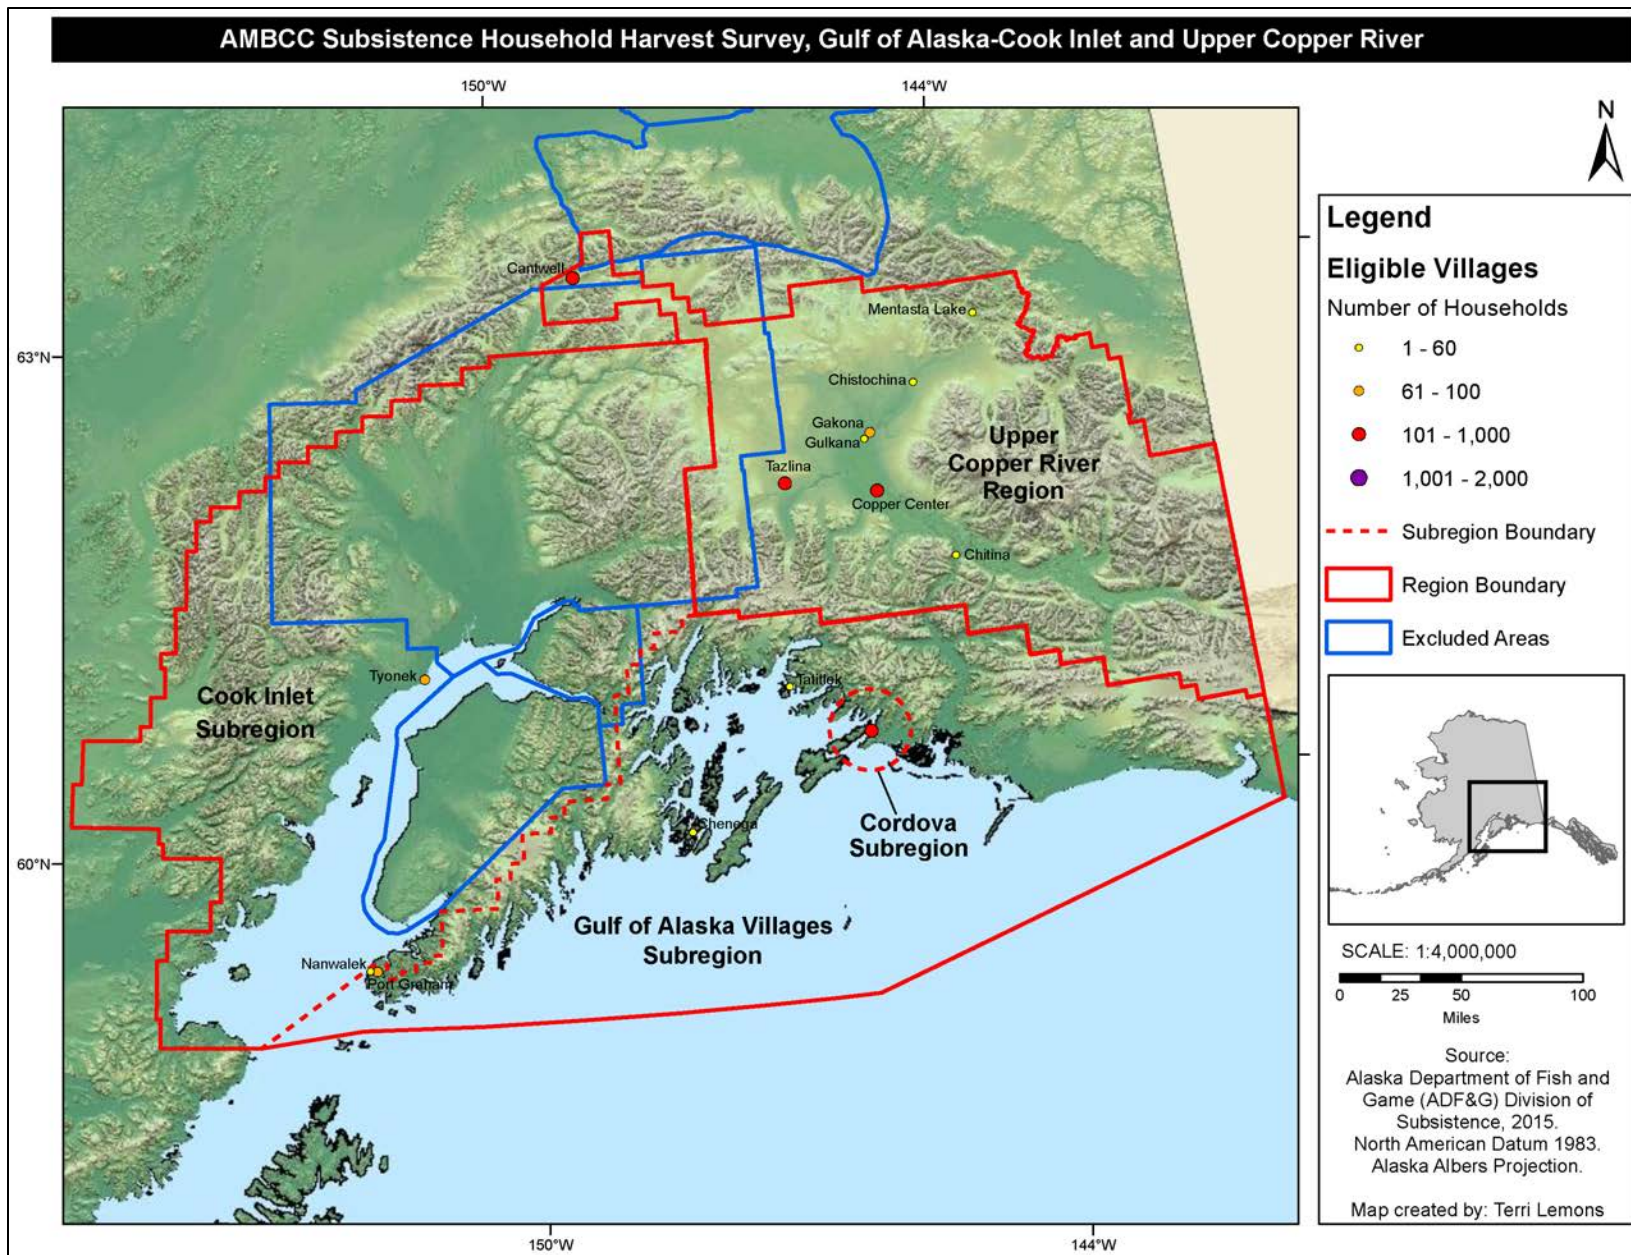 AMBCC Subsistence Household Harvest Survey, Gulf of Alaska-Cook Inlet and Upper Copper River
150°W
144°W
N
63°N
60°N
Cantwell
Mentasta Lake
Chistochina
Gakona
Gulkana
Upper
Copper River
Region
Tazlina
Copper Center
Chitina
Tyonek
Cook Inlet
Subregion
Tatitlek
Chenega
Cordova
Subregion
Gulf of Alaska Villages
Subregion
Nanwalek
Port Graham
150°W
144°W
Legend
Eligible Villages
Number of Households
1 - 60
61 - 100
101 - 1,000
1,001 - 2,000
Subregion Boundary
Region Boundary
Excluded Areas
SCALE: 1:4,000,000
0 25 50 100
Miles
Source:
Alaska Department of Fish and
Game (ADF&G) Division of
Subsistence, 2015.
North American Datum 1983.
Alaska Albers Projection.
Map created by: Terri Lemons